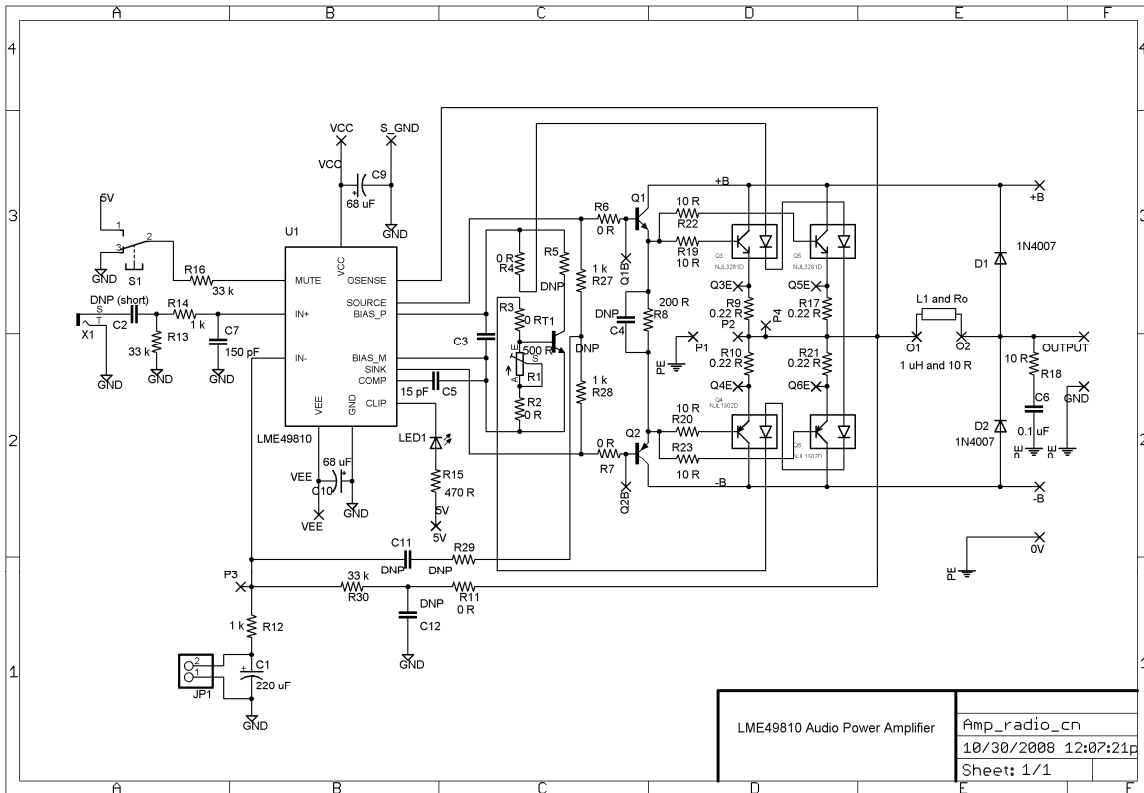 A B C D E F
4 4
VCC S_GND
VCC
C9
68 uF
GND
5V
1
2
3
GND
S1
R16
33 k
3 3
U1
MUTE
VCC
OSENSE
SOURCE
IN+
BIAS_P
BIAS_M
IN-
SINK
COMP
VEE
GND
CLIP
LME49810
DNP (short)
S
T
X1
C2
GND
R14
1 k
R13
33 k
GND
C7
150 pF
GND
C3
15 pF C5
0 R
R4
R5
DNP
R3
0 R
T1
DNP
500 R
E
S
A
R1
R2
0 R
1 k
R27
1 k
R28
R6
0 R
Q1
Q1B
0 R
R7
Q2
Q2B
DNP
C4
200 R
R8
+B
10 R
R22
R19
10 R
Q3
NJL3281D
Q5
NJL3281D
Q3E
Q5E
R9
0.22 R
R17
0.22 R
P1
PE
P2
P4
R10
0.22 R
R21
0.22 R
Q4E
Q6E
Q4
NJL1302D
Q6
NJL1302D
10 R
R20
R23
10 R
-B
+B
1N4007
D1
L1 and Ro
O1 O2
1 uH and 10 R
OUTPUT
10 R
R18
C6
0.1 uF
PE
PE
GND
D2
1N4007
-B
0V
PE
2 2
68 uF
VEE
C10
GND
VEE
LED1
R15
470 R
5V
5V
C11
DNP
R29
DNP
P3
33 k
R30
R11
0 R
DNP
C12
GND
1 k
R12
2
1
JP1
C1
220 uF
GND
1 1
LME49810 Audio Power Amplifier
Amp_radio_cn
10/30/2008 12:07:21p
Sheet: 1/1
A B C D E F